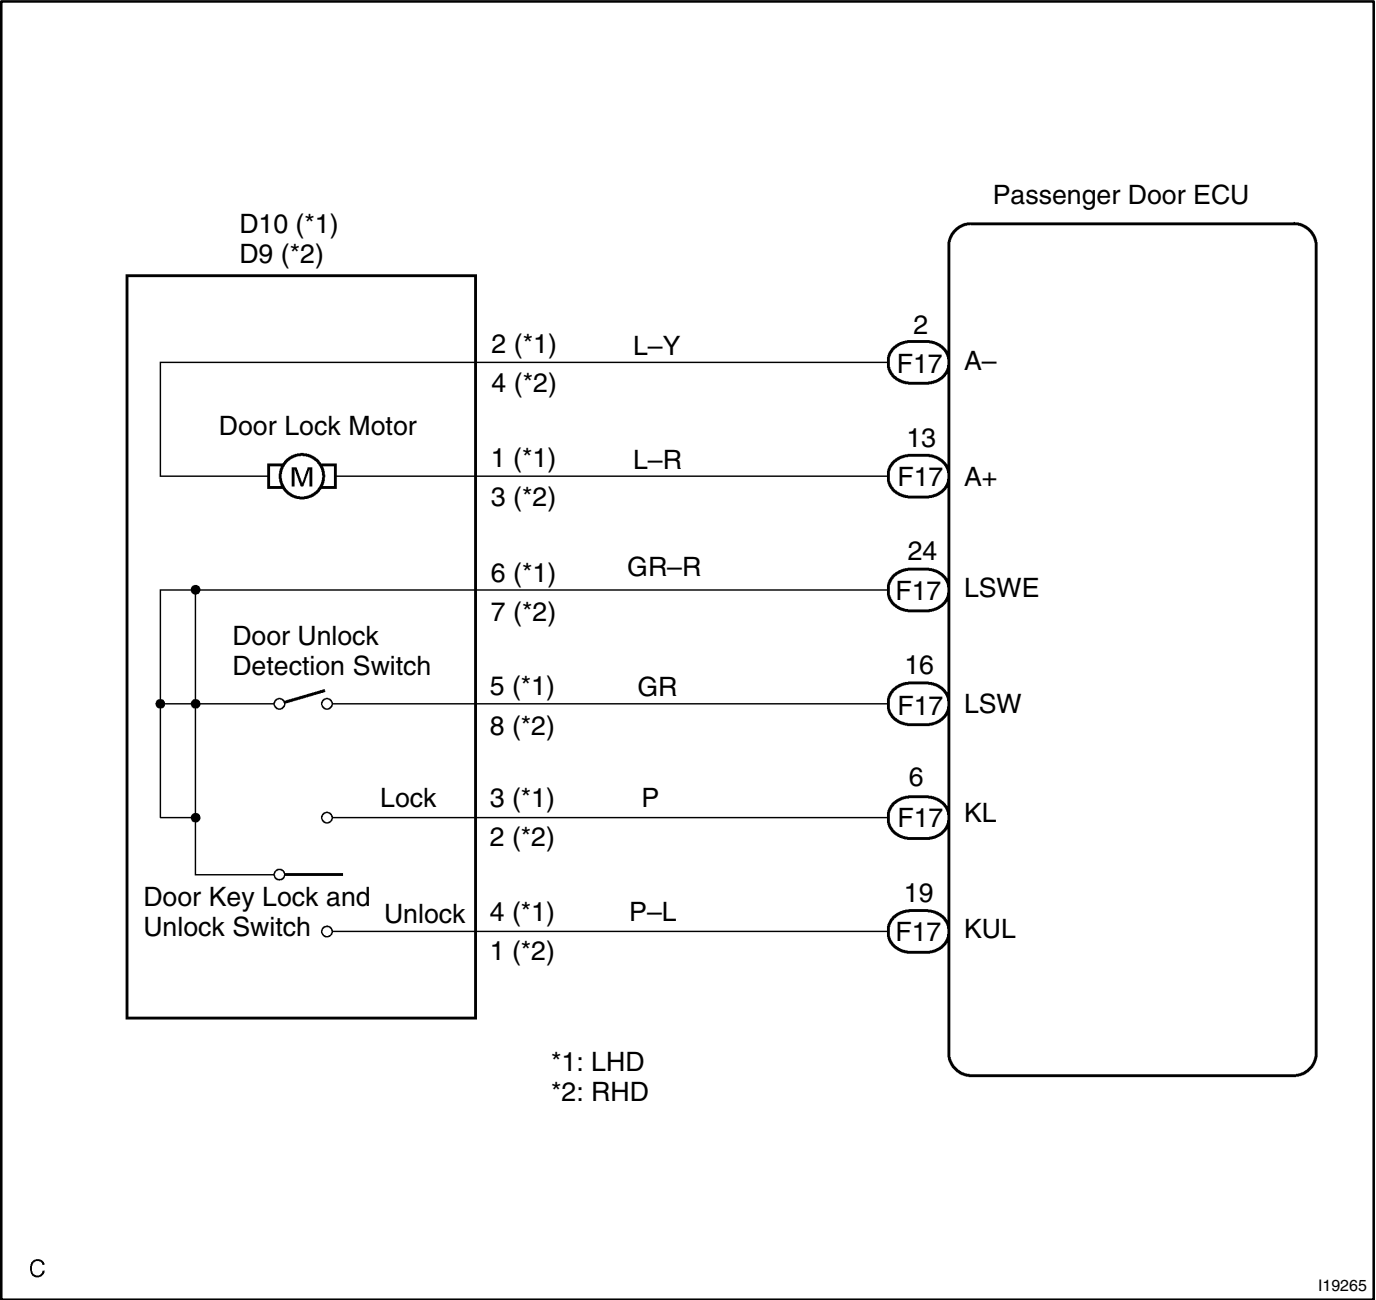 Passenger Door ECU
D10 (*1)
D9 (*2)
2 (*1)
L–Y
2
4 (*2)
F17
A–
Door Lock Motor
M
1 (*1)
L–R
13
3 (*2)
F17
A+
6 (*1)
GR–R
24
7 (*2)
F17
LSWE
Door Unlock
Detection Switch
5 (*1)
GR
16
8 (*2)
F17
LSW
Lock
3 (*1)
P
6
2 (*2)
F17
KL
Door Key Lock and
Unlock Switch
Unlock
4 (*1)
P–L
19
1 (*2)
F17
KUL
*1: LHD
*2: RHD
C
I19265